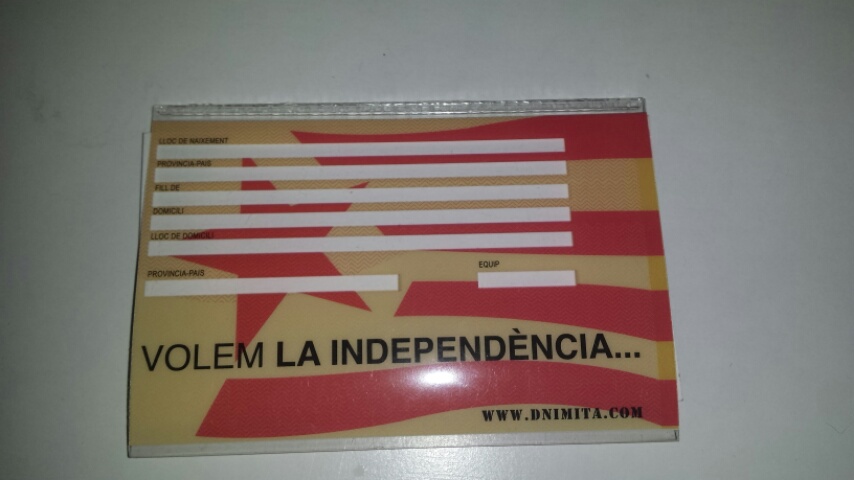 LLOC DE NAIXEMENT
PROVINCIA-PAIS
FILL DE
DOMICILI
LLOC DE DOMICILI
PROVINCIA-PAIS
EQUIP
VOLEM LA INDEPENDÈNCIA...
WWW.DNIMITA.COM